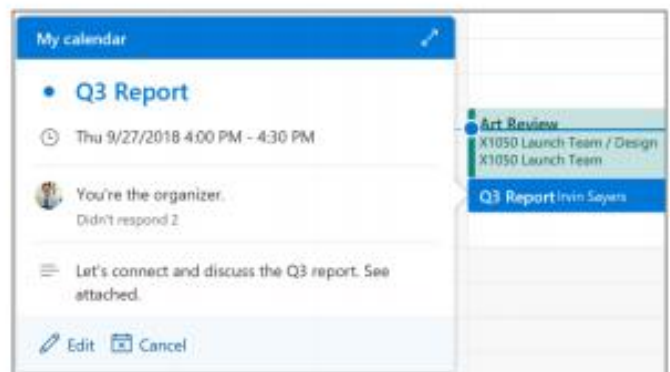 My calendar
Q3 Report
Thu 9/27/2018 4:00 PM - 4:30 PM
You're the organizer.
Didn't respond 2
Let's connect and discuss the Q3 report. See
attached.
Edit Cancel
Art Review
X1050 Launch Team / Design
X1050 Launch Team
Q3 Report Irvin Sayers